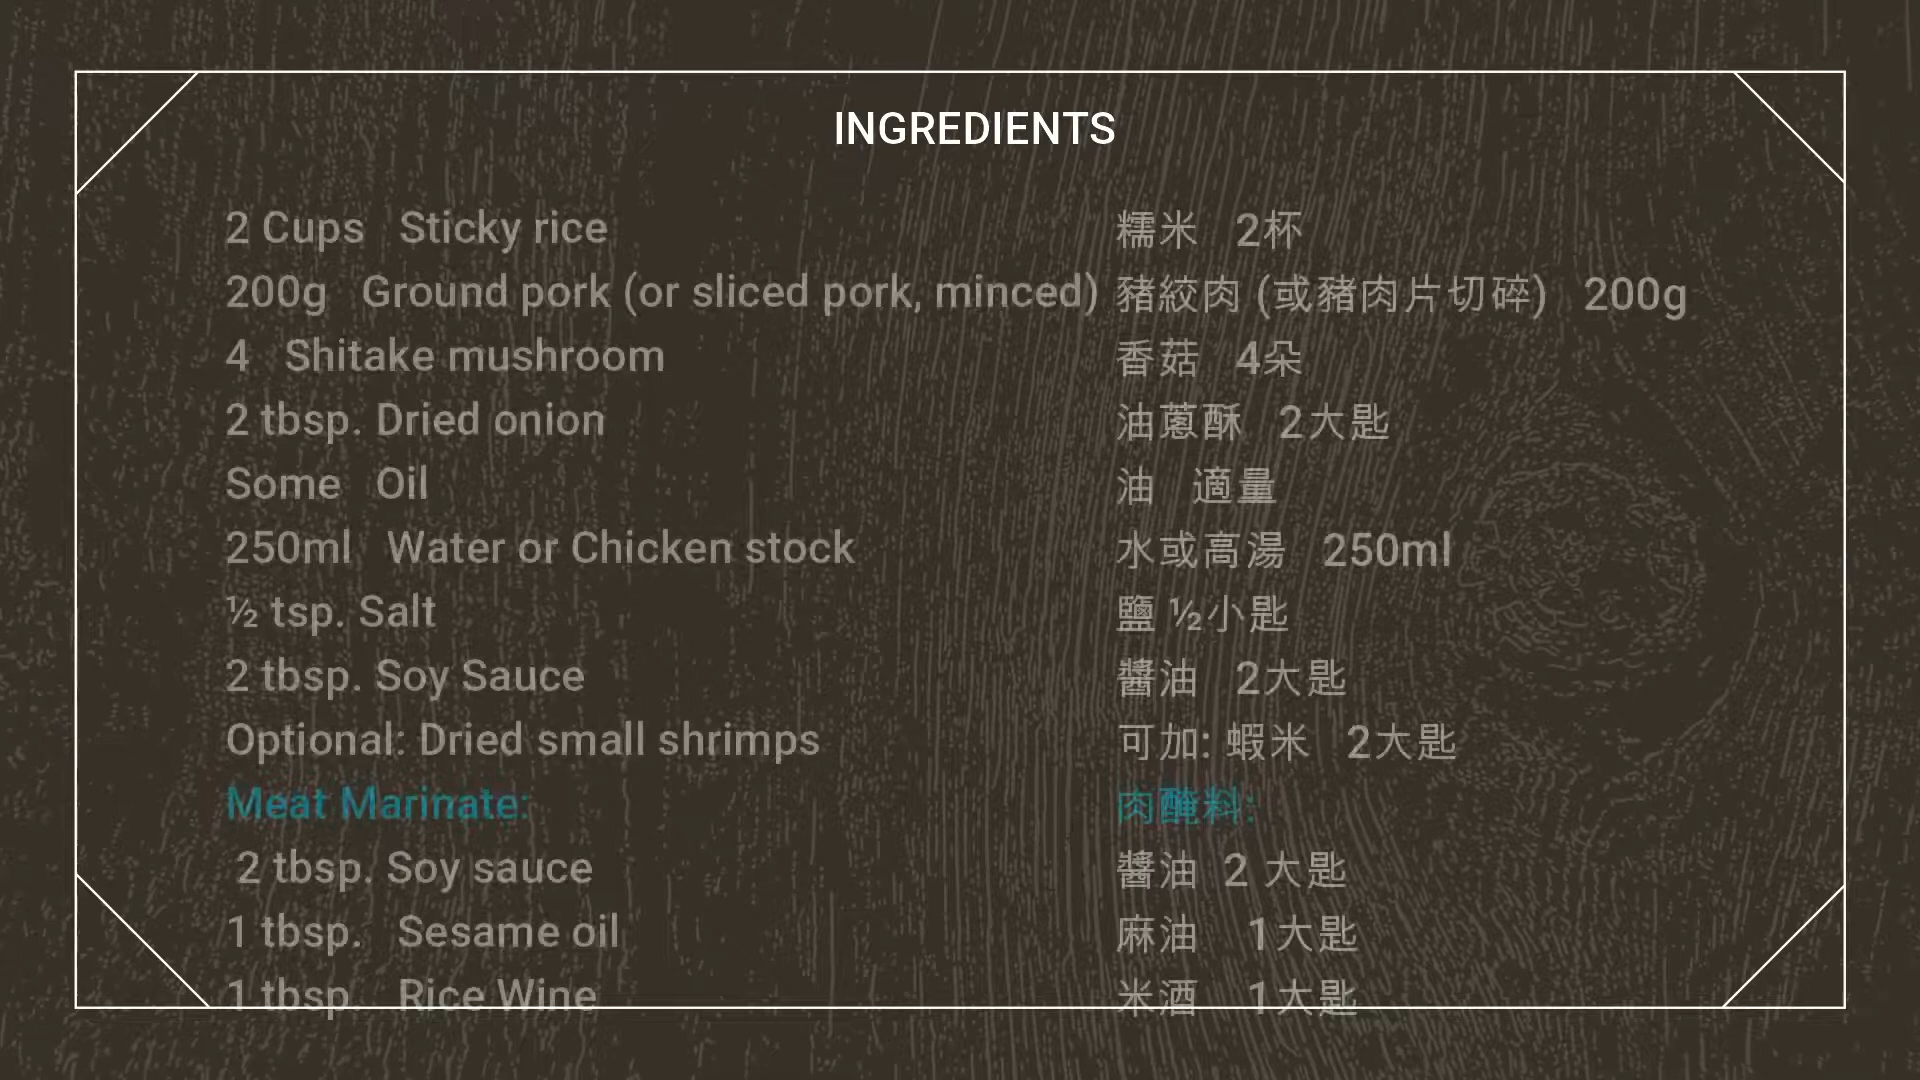 INGREDIENTS
2 Cups Sticky rice
糯米 2杯
200g Ground pork (or sliced pork, minced)
豬絞肉 (或豬肉片切碎) 200g
4 Shitake mushroom
香菇 4朵
2 tbsp. Dried onion
油蔥酥 2大匙
Some Oil
油 適量
250ml Water or Chicken stock
水或高湯 250ml
½ tsp. Salt
鹽 ½小匙
2 tbsp. Soy Sauce
醬油 2大匙
Optional: Dried small shrimps
可加: 蝦米 2大匙
Meat Marinate:
肉醃料:
2 tbsp. Soy sauce
醬油 2 大匙
1 tbsp. Sesame oil
麻油 1大匙
1 tbsp. Rice Wine
米酒 1大匙